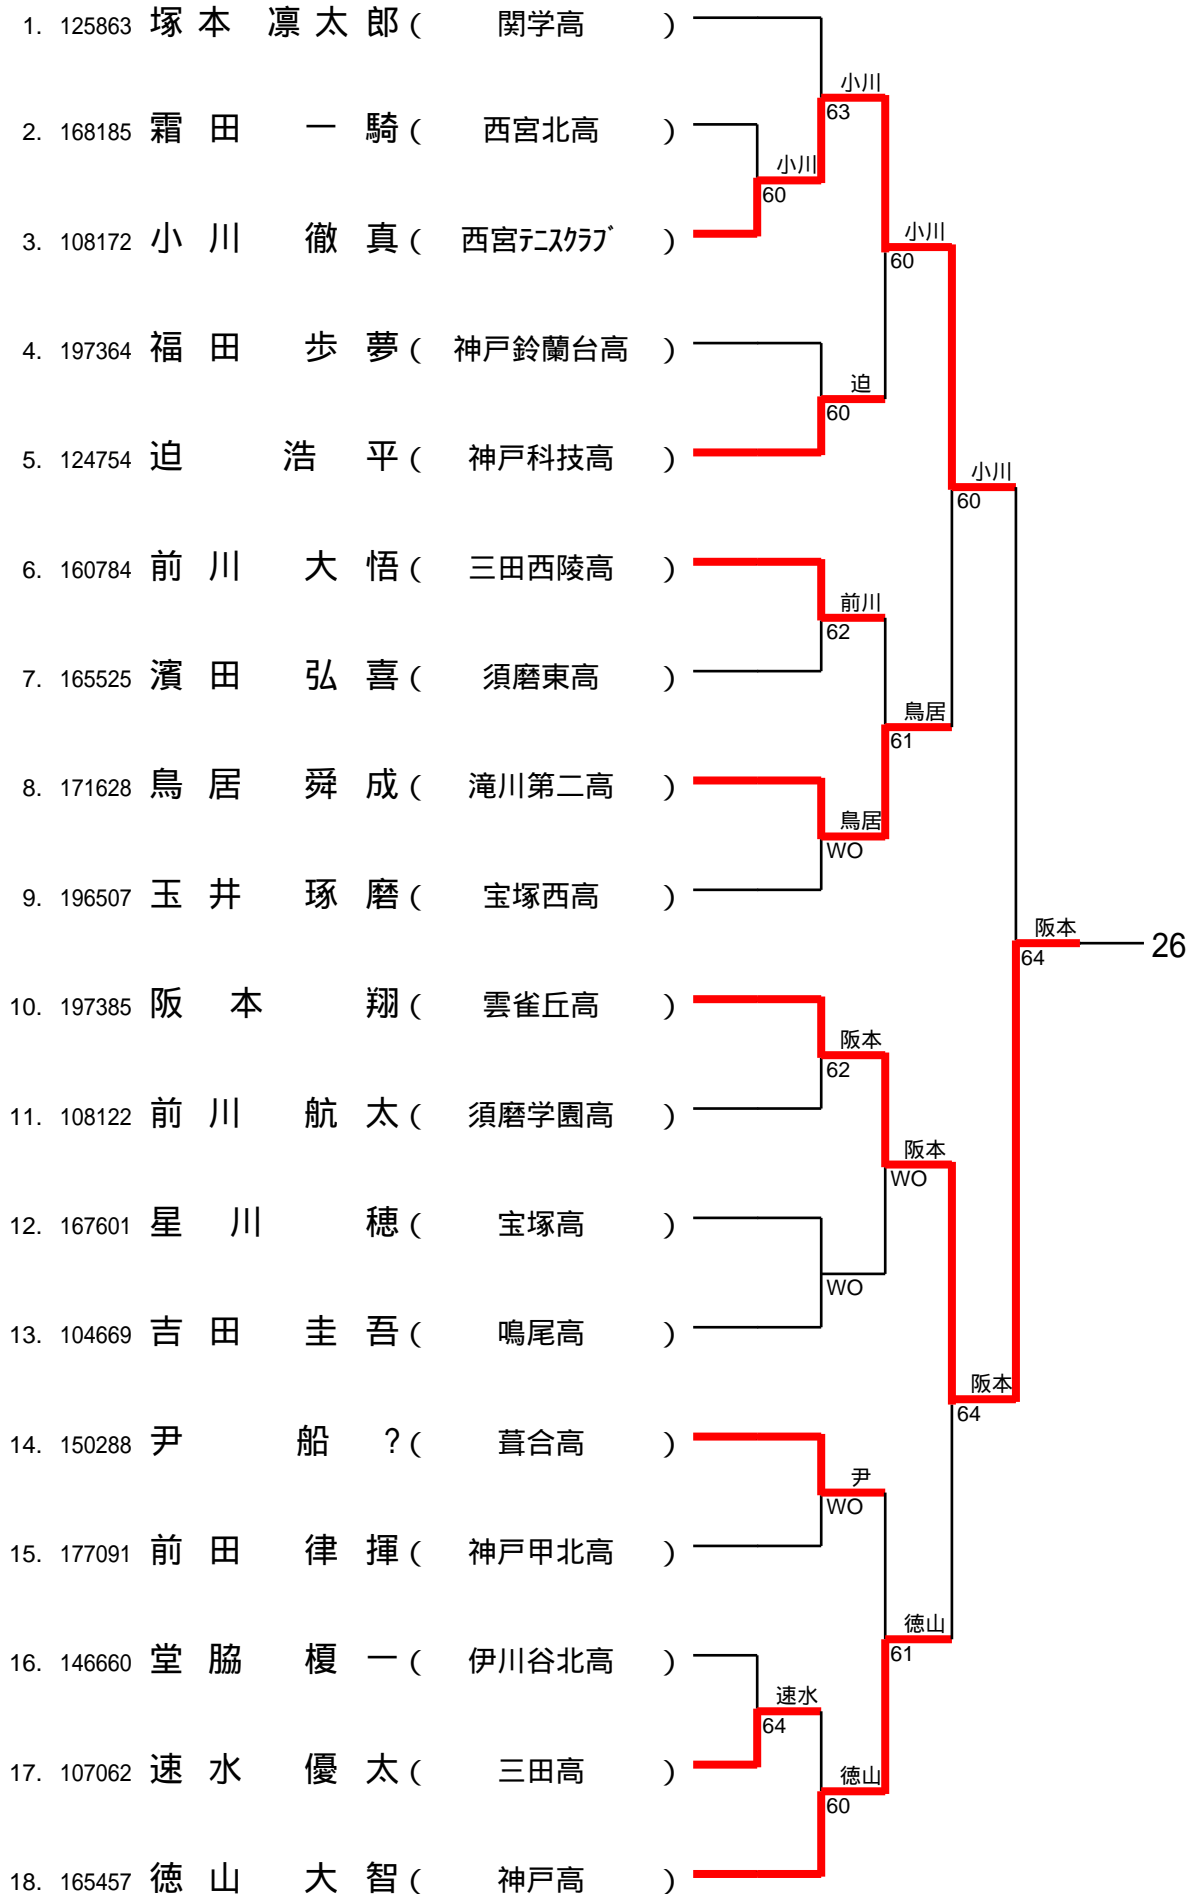 1. 125863 塚本 凛太郎 ( 関学高 )
小川
63
2. 168185 霜田 一騎 ( 西宮北高 )
小川
60
3. 108172 小川 徹真 ( 西宮ﾃﾆｽｸﾗﾌﾞ )
小川
60
4. 197364 福田 歩夢 ( 神戸鈴蘭台高 )
迫
60
5. 124754 迫 浩平 ( 神戸科技高 )
小川
60
6. 160784 前川 大悟 ( 三田西陵高 )
前川
62
7. 165525 濱田 弘喜 ( 須磨東高 )
鳥居
61
8. 171628 鳥居 舜成 ( 滝川第二高 )
鳥居
WO
9. 196507 玉井 琢磨 ( 宝塚西高 )
阪本
64
26
10. 197385 阪本 翔 ( 雲雀丘高 )
阪本
62
11. 108122 前川 航太 ( 須磨学園高 )
阪本
WO
12. 167601 星川 穂 ( 宝塚高 )
WO
13. 104669 吉田 圭吾 ( 鳴尾高 )
阪本
64
14. 150288 尹 船? ( 葺合高 )
尹
WO
15. 177091 前田 律揮 ( 神戸甲北高 )
徳山
61
16. 146660 堂脇 榎一 ( 伊川谷北高 )
速水
64
17. 107062 速水 優太 ( 三田高 )
徳山
60
18. 165457 徳山 大智 ( 神戸高 )